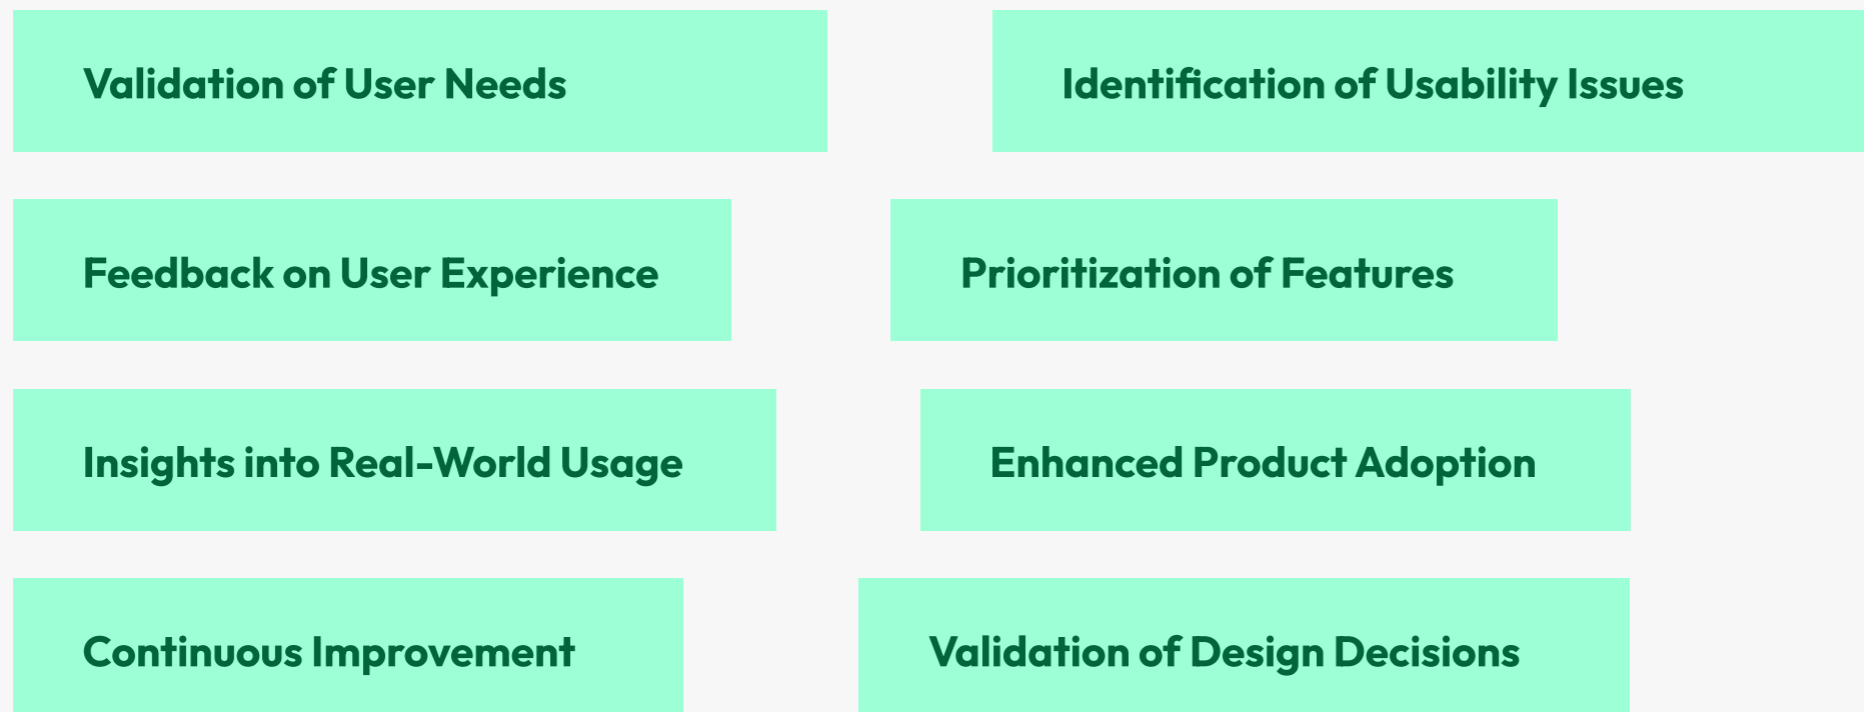 Validation of User Needs
Identification of Usability Issues
Feedback on User Experience
Prioritization of Features
Insights into Real-World Usage
Enhanced Product Adoption
Continuous Improvement
Validation of Design Decisions